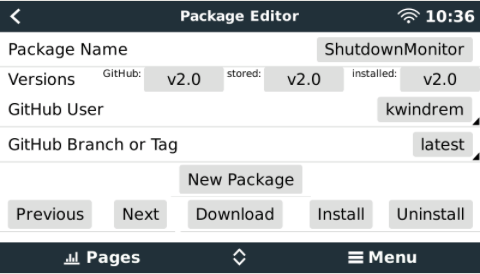 Package Editor 10:36
Package Name ShutdownMonitor
Versions GitHub: v2.0 stored: v2.0 installed: v2.0
GitHub User kwindrem
GitHub Branch or Tag latest
New Package
Previous Next Download Install Uninstall
Pages Menu